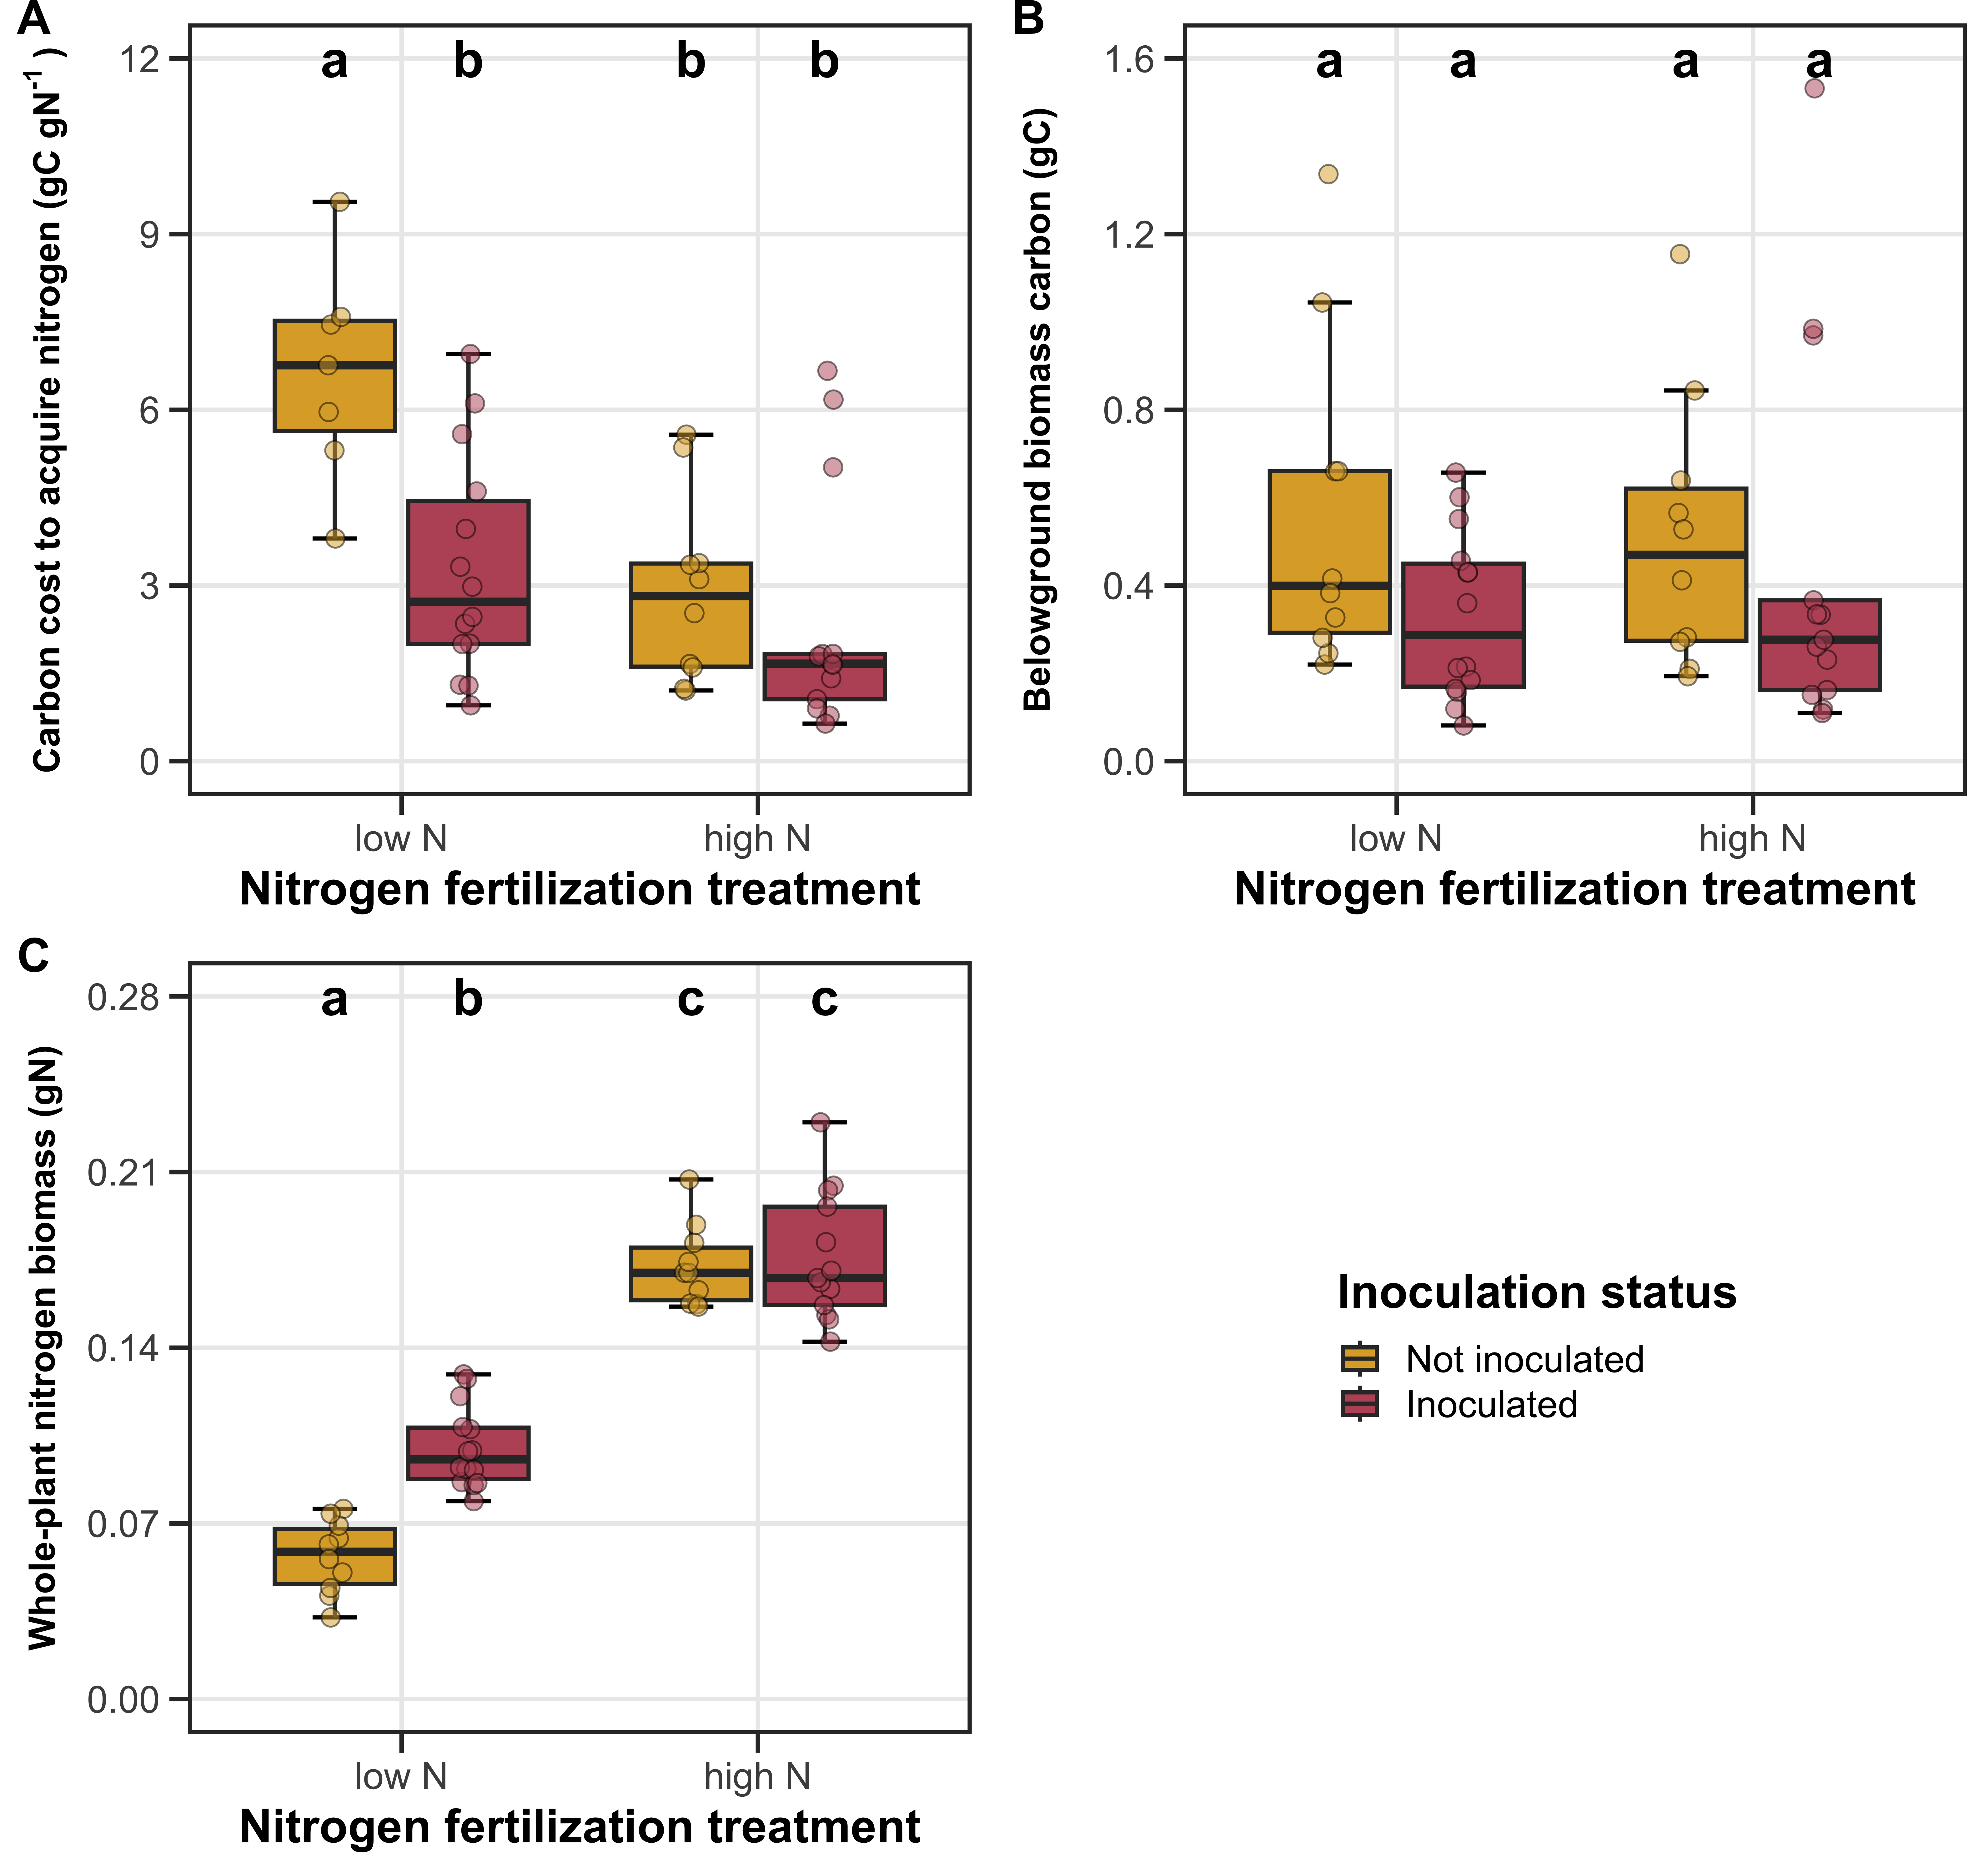 A
Carbon cost to acquire nitrogen (gC gN⁻¹ )
12
9
6
3
0
a b b b
low N high N
Nitrogen fertilization treatment
B
Belowground biomass carbon (gC)
1.6
1.2
0.8
0.4
0.0
a a a a
low N high N
Nitrogen fertilization treatment
C
Whole-plant nitrogen biomass (gN)
0.28
0.21
0.14
0.07
0.00
a b c c
low N high N
Nitrogen fertilization treatment
Inoculation status
Not inoculated
Inoculated